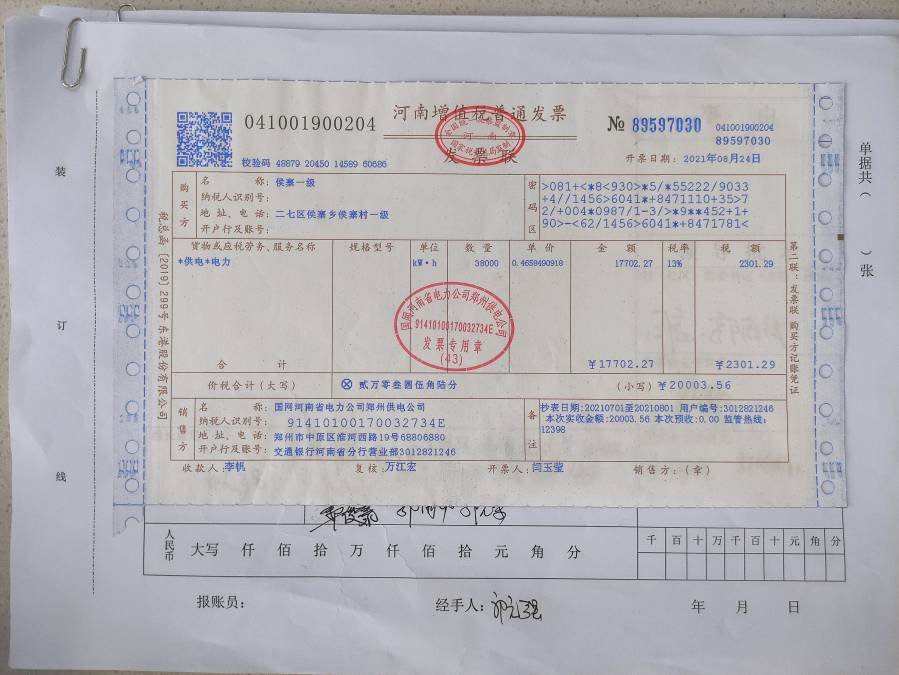 河南增值税普通发票
041001900204
№ 89597030
041001900204
89597030
发票联
校验码 48879 20450 14589 60686
开票日期: 2021年08月24日
购买方
名称: 侯寨一级
纳税人识别号:
地址、电话: 二七区侯寨乡侯寨村一级
开户行及账号:
密码区
>081+<*8<930>*5/*55222/9033
+4//1456>6041*+8471110+35>7
2/+004*0987/1-3/>*9**452+1+
90>-<62/1456>6041*+8471781<
货物或应税劳务、服务名称 规格型号 单位 数量 单价 金额 税率 税额
*供电*电力 kW·h 38000 0.4658490918 17702.27 13% 2301.29
国网河南省电力公司郑州供电公司
91410100170032734E
发票专用章
(43)
合计 ¥17702.27 ¥2301.29
价税合计(大写) ⊗ 贰万零叁圆伍角陆分 (小写) ¥20003.56
销售方
名称: 国网河南省电力公司郑州供电公司
纳税人识别号: 91410100170032734E
地址、电话: 郑州市中原区淮河西路19号68806880
开户行及账号: 交通银行河南省分行营业部3012821246
备注
抄表日期:20210701至20210801 用户编号:3012821246
本次实收金额:20003.56 本次预收:0.00 监管热线:
12398
收款人: 李帆 复核: 万江宏 开票人: 闫玉莹 销售方:(章)
税总函〔2019〕299号东港股份有限公司
第二联:发票联 购买方记账凭证
装
订
线
单据共( )张
人民币
大写 仟 佰 拾 万 仟 佰 拾 元 角 分
千 百 十 万 千 百 十 元 角 分
报账员: 经手人: 年 月 日